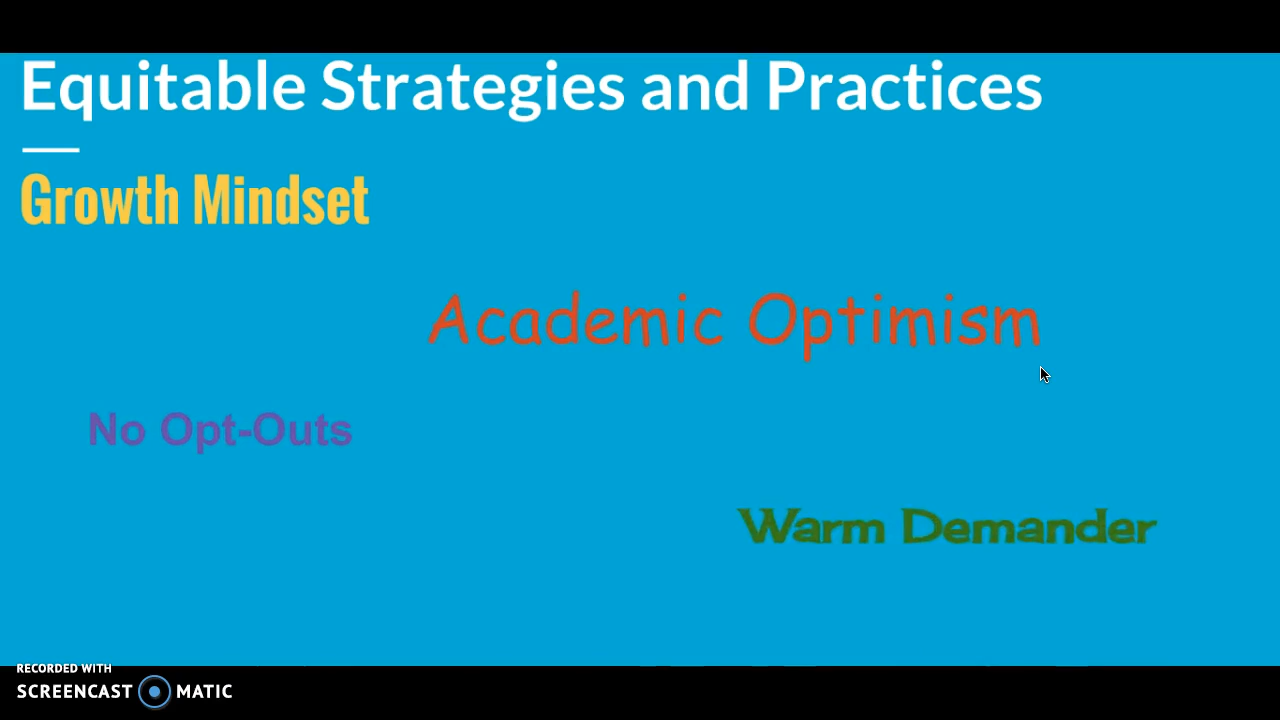 Equitable Strategies and Practices
Growth Mindset
Academic Optimism
No Opt-Outs
Warm Demander
RECORDED WITH
SCREENCAST MATIC